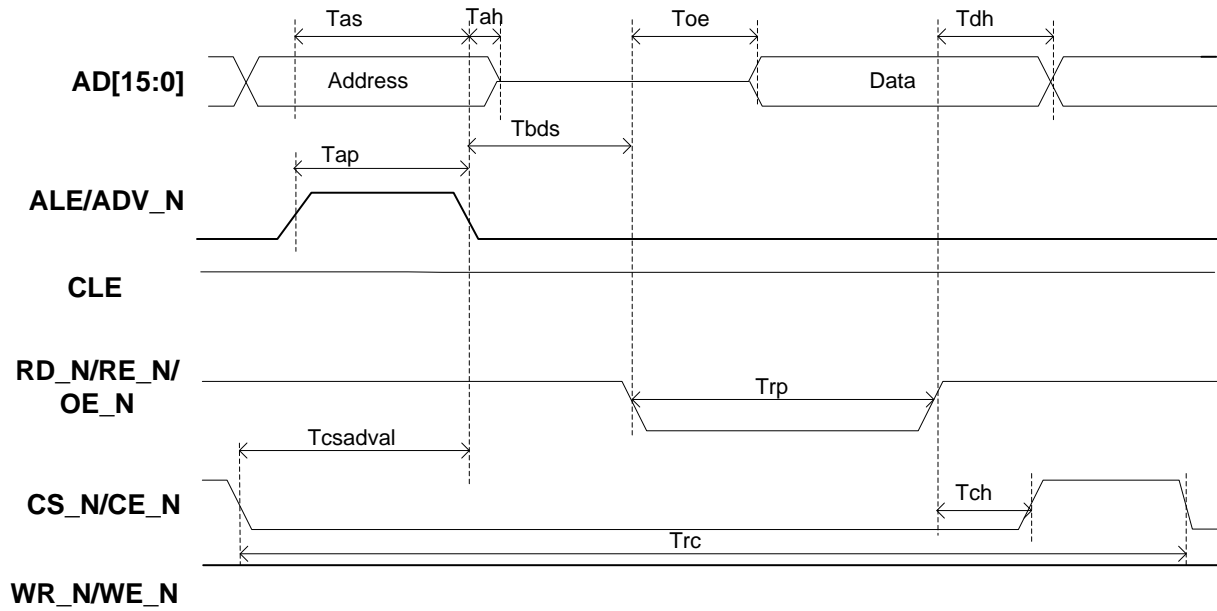 Tas Tah Toe Tdh
AD[15:0] Address Data
Tbds
Tap
ALE/ADV_N
CLE
RD_N/RE_N/
OE_N
Trp
Tcsadval
CS_N/CE_N
Tch
Trc
WR_N/WE_N